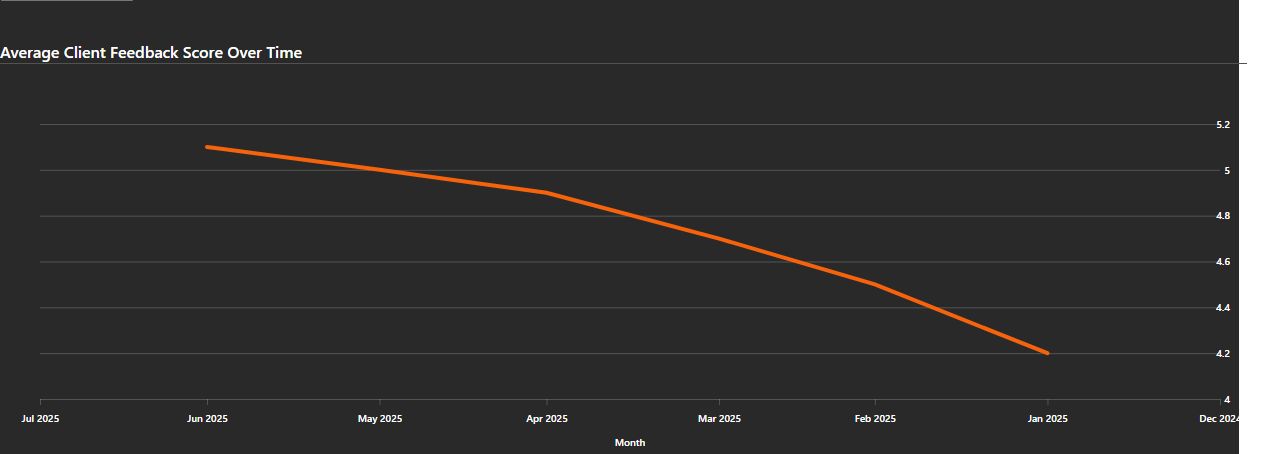 Average Client Feedback Score Over Time
5.2
5
4.8
4.6
4.4
4.2
4
Jul 2025 Jun 2025 May 2025 Apr 2025 Mar 2025 Feb 2025 Jan 2025 Dec 2024
Month